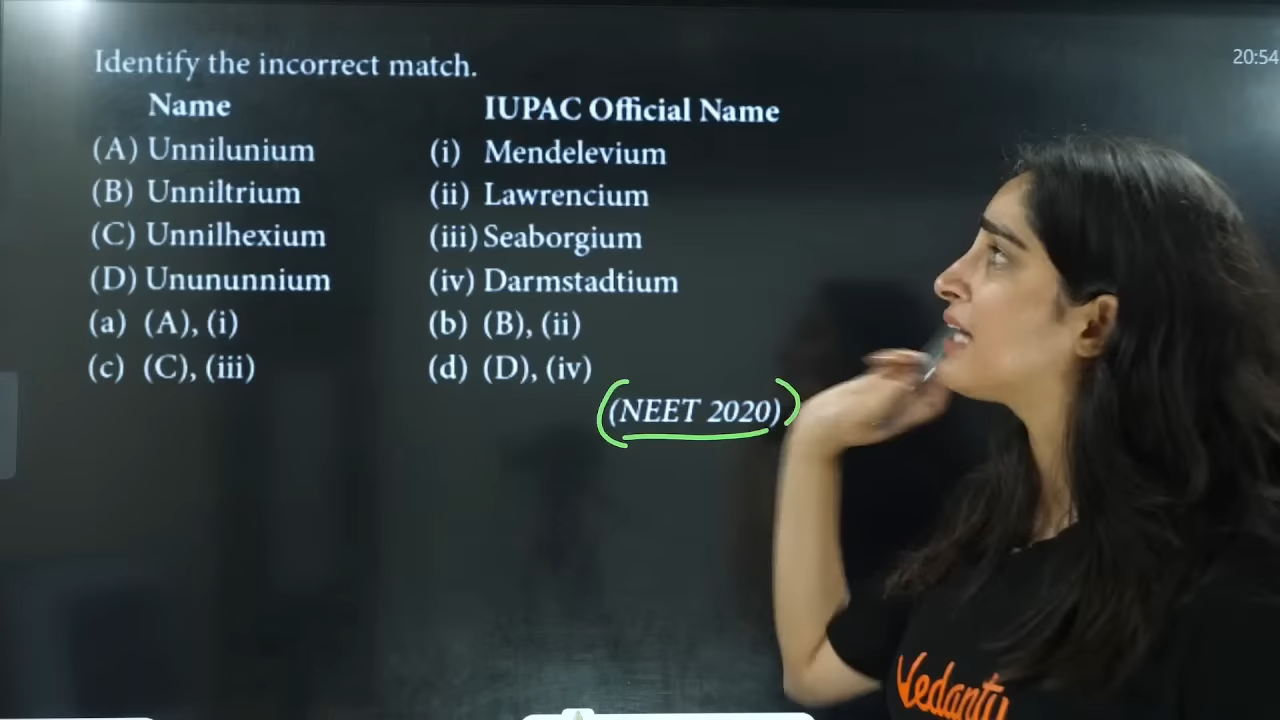 20:54
Identify the incorrect match.
Name IUPAC Official Name
(A) Unnilunium (i) Mendelevium
(B) Unniltrium (ii) Lawrencium
(C) Unnilhexium (iii) Seaborgium
(D) Unununnium (iv) Darmstadtium
(a) (A), (i) (b) (B), (ii)
(c) (C), (iii) (d) (D), (iv)
(NEET 2020)
Vedantu